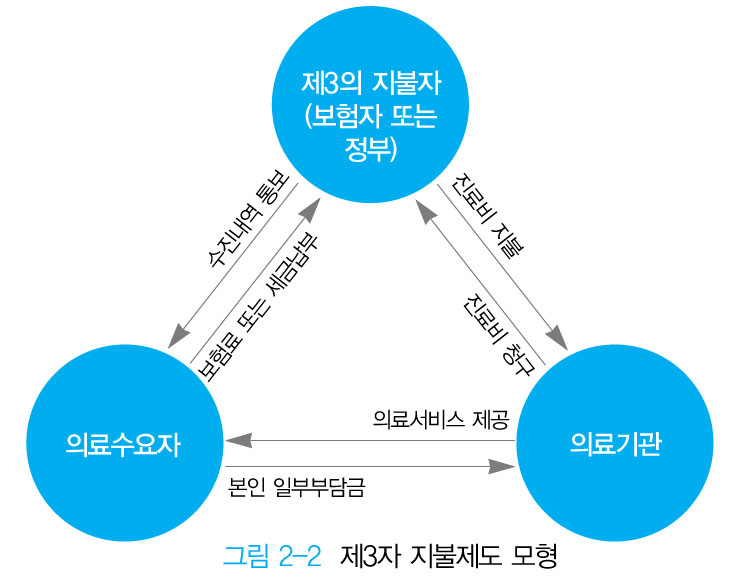 제3의 지불자
(보험자 또는
정부)
수진내역 통보
보험료 또는 세금납부
진료비 지불
진료비 청구
의료수요자
의료서비스 제공
본인 일부부담금
의료기관
그림 2-2 제3자 지불제도 모형